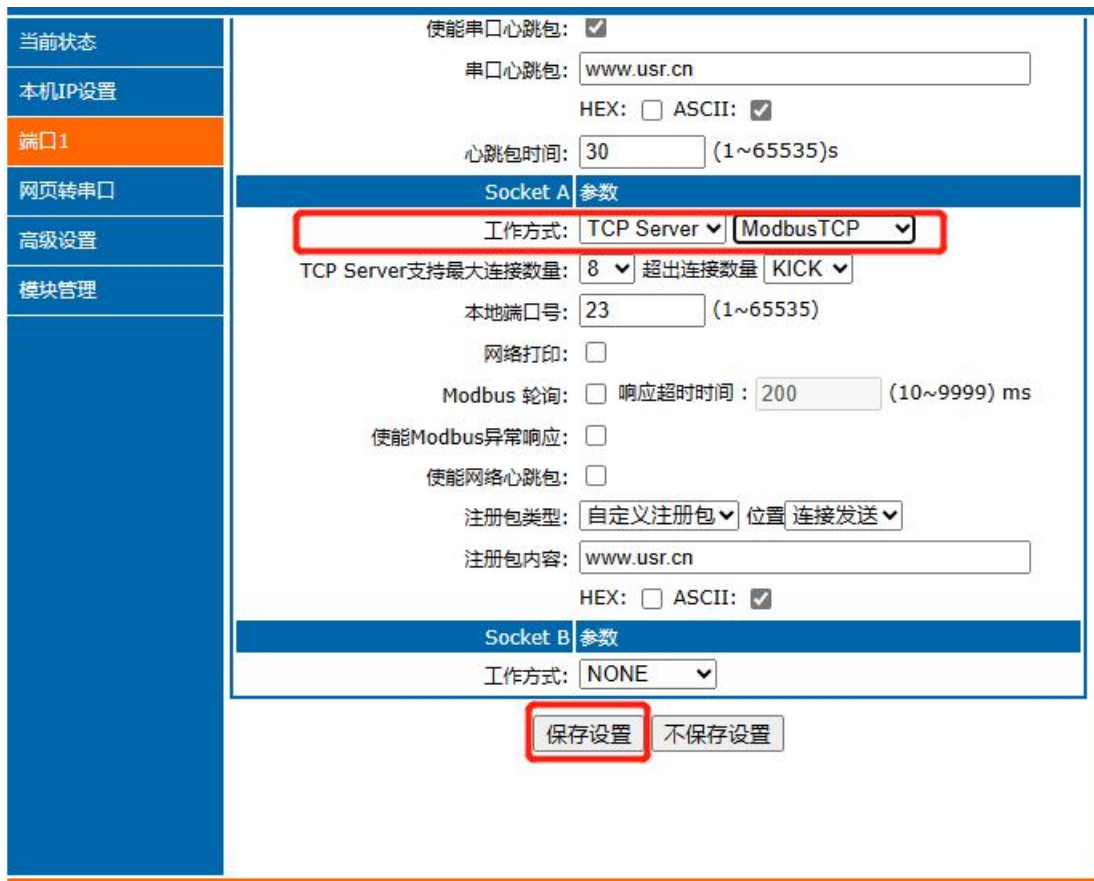 当前状态
本机IP设置
端口1
网页转串口
高级设置
模块管理
使能串口心跳包:
串口心跳包: www.usr.cn
HEX: ASCII:
心跳包时间: 30 (1~65535)s
Socket A 参数
工作方式: TCP Server ModbusTCP
TCP Server支持最大连接数量: 8 超出连接数量 KICK
本地端口号: 23 (1~65535)
网络打印:
Modbus 轮询: 响应超时时间: 200 (10~9999) ms
使能Modbus异常响应:
使能网络心跳包:
注册包类型: 自定义注册包 位置 连接发送
注册包内容: www.usr.cn
HEX: ASCII:
Socket B 参数
工作方式: NONE
保存设置 不保存设置